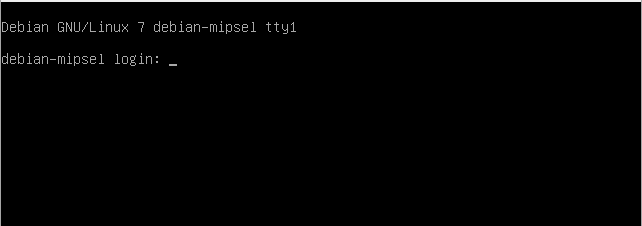 Debian GNU/Linux 7 debian-mipsel tty1
debian-mipsel login: _